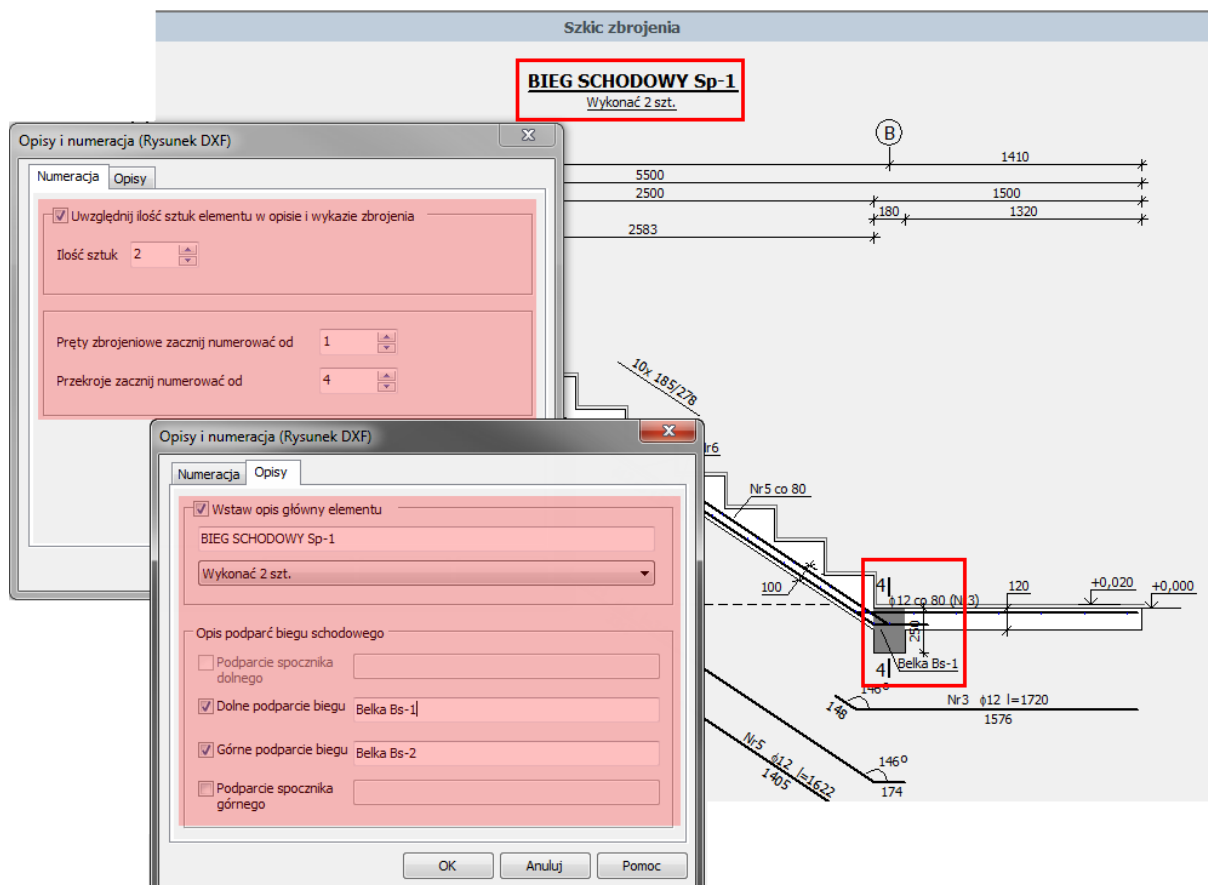 Szkic zbrojenia
BIEG SCHODOWY Sp-1
Wykonać 2 szt.
B
1410
5500
2500
1500
180
1320
2583
Opisy i numeracja (Rysunek DXF)
Numeracja
Opisy
Uwzględnij ilość sztuk elementu w opisie i wykazie zbrojenia
Ilość sztuk 2
Pręty zbrojeniowe zacznij numerować od 1
Przekroje zacznij numerować od 4
10x 185/278
Nr5 co 80
100
4
ϕ12 co 80 (Nr3)
120
+0,020
+0,000
250
Belka Bs-1
4
146º
148
Nr3 ϕ12 l=1720
1576
Nr5 ϕ12 l=1622
1405
146º
174
Opisy i numeracja (Rysunek DXF)
Numeracja
Opisy
Wstaw opis główny elementu
BIEG SCHODOWY Sp-1
Wykonać 2 szt.
Opis podparć biegu schodowego
Podparcie spocznika
dolnego
Dolne podparcie biegu Belka Bs-1
Górne podparcie biegu Belka Bs-2
Podparcie spocznika
górnego
OK
Anuluj
Pomoc